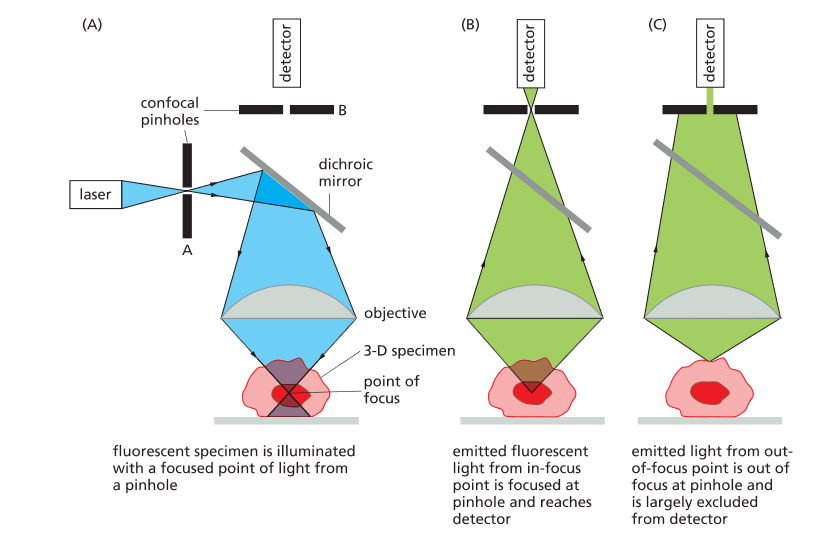 (A)
detector
confocal
pinholes
B
dichroic
mirror
laser
A
objective
3-D specimen
point of
focus
fluorescent specimen is illuminated
with a focused point of light from
a pinhole
(B)
detector
emitted fluorescent
light from in-focus
point is focused at
pinhole and reaches
detector
(C)
detector
emitted light from out-
of-focus point is out of
focus at pinhole and
is largely excluded
from detector